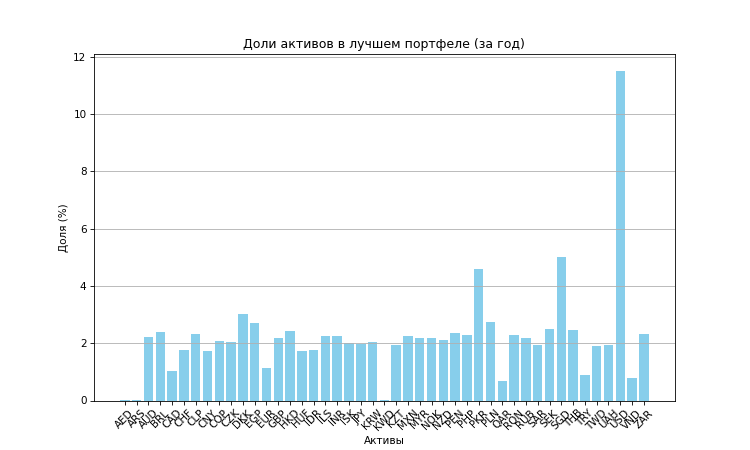 Доли активов в лучшем портфеле (за год)
12
10
8
6
4
2
0
Доля (%)
AED
ARS
AUD
BRL
CAD
CHF
CLP
CNY
COP
CZK
DKK
EGP
EUR
GBP
HKD
HUF
IDR
ILS
INR
ISK
JPY
KRW
KWD
KZT
MXN
MYR
NOK
NZD
PEN
PHP
PKR
PLN
QAR
RON
RUB
SAR
SEK
SGD
THB
TRY
TWD
UAH
USD
VND
ZAR
Активы